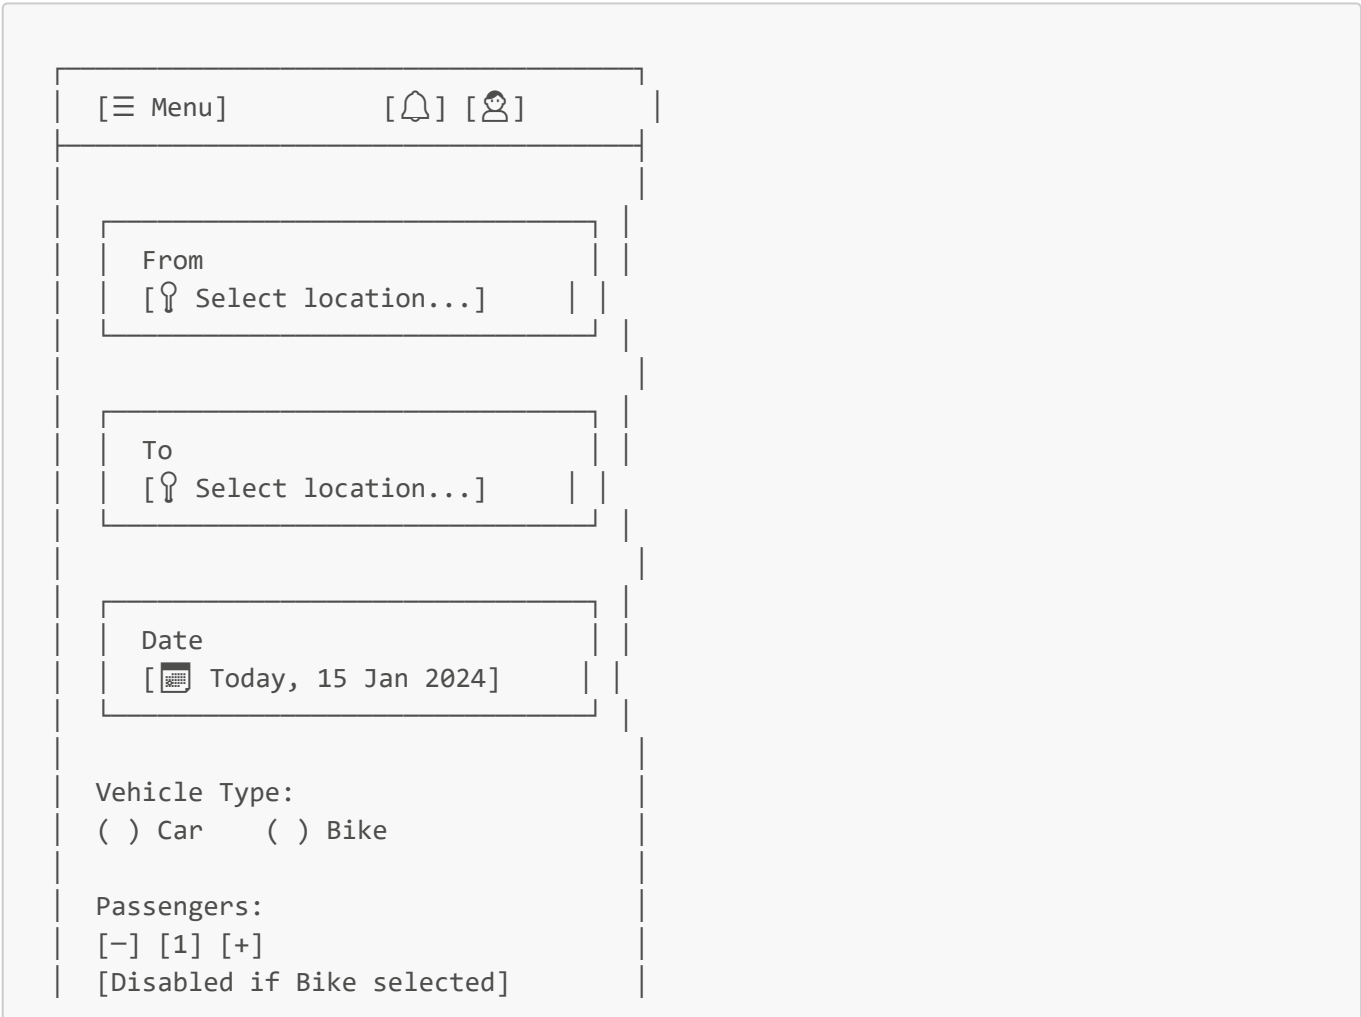 [☰ Menu] [🔔] [👤]
From
[📍 Select location...]
To
[📍 Select location...]
Date
[📅 Today, 15 Jan 2024]
Vehicle Type:
( ) Car ( ) Bike
Passengers:
[−] [1] [+]
[Disabled if Bike selected]